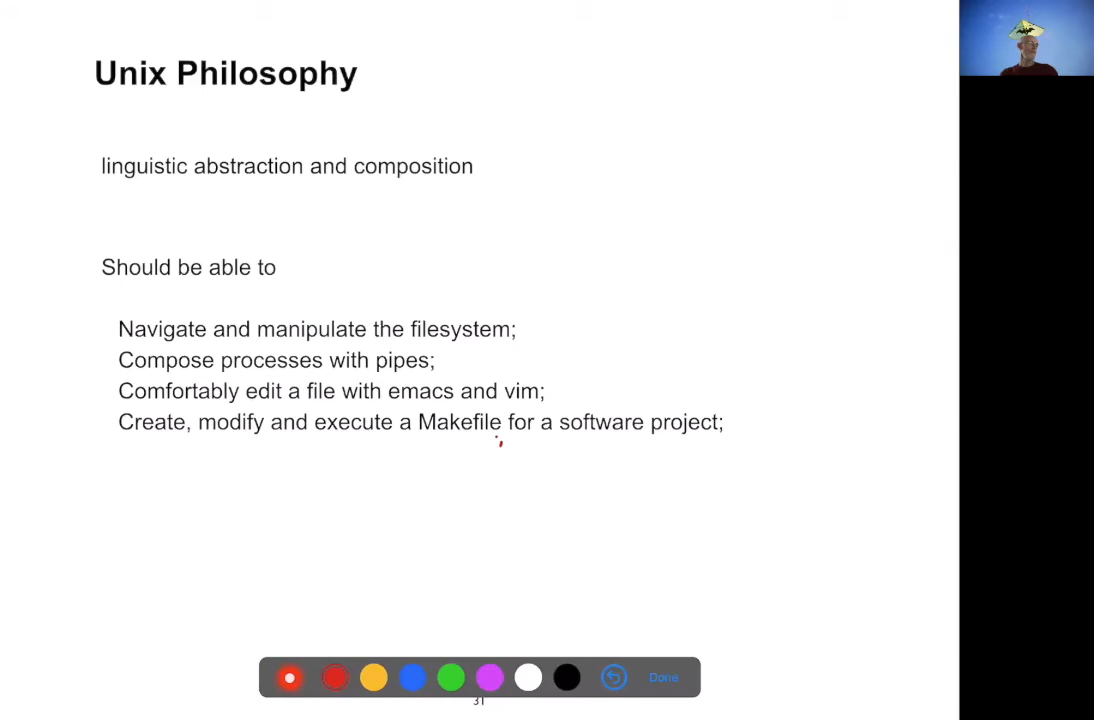 Unix Philosophy
linguistic abstraction and composition
Should be able to
Navigate and manipulate the filesystem;
Compose processes with pipes;
Comfortably edit a file with emacs and vim;
Create, modify and execute a Makefile for a software project;
Done
31